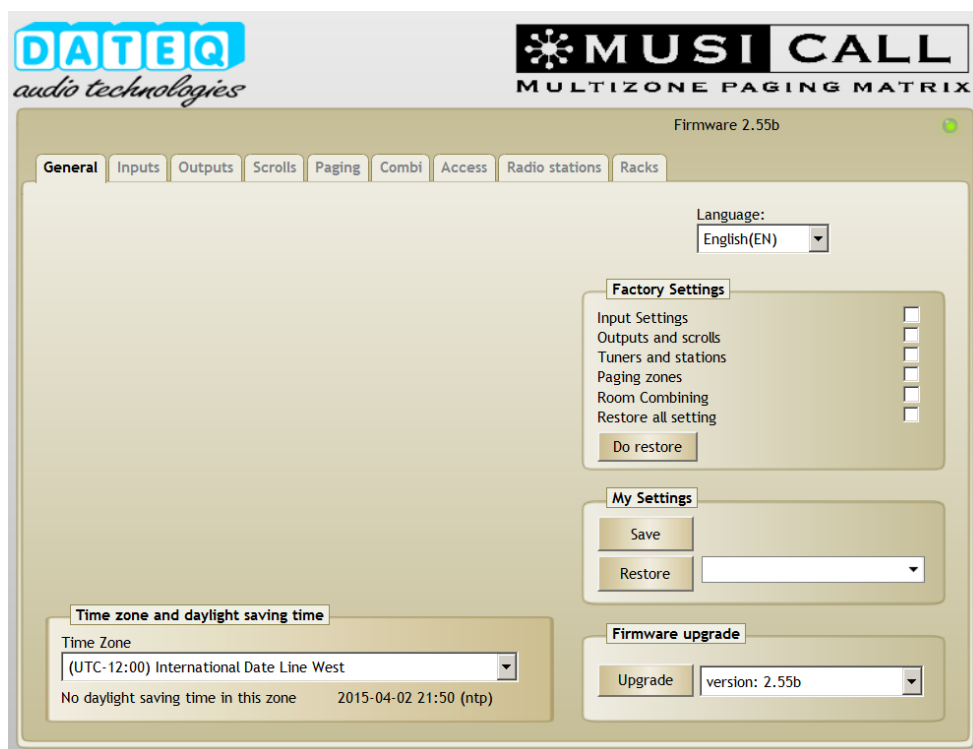 DATEQ
audio technologies
MUSICALL
MULTIZONE PAGING MATRIX
Firmware 2.55b
General Inputs Outputs Scrolls Paging Combi Access Radio stations Racks
Language:
English(EN)
Factory Settings
Input Settings
Outputs and scrolls
Tuners and stations
Paging zones
Room Combining
Restore all setting
Do restore
My Settings
Save
Restore
Time zone and daylight saving time
Time Zone
(UTC-12:00) International Date Line West
No daylight saving time in this zone 2015-04-02 21:50 (ntp)
Firmware upgrade
Upgrade version: 2.55b